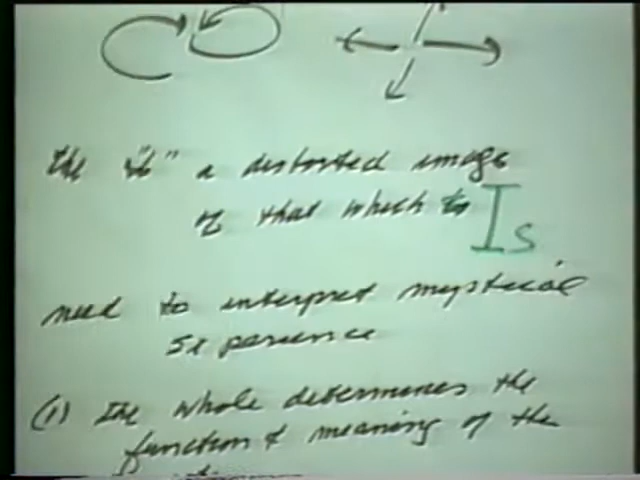 the "it" a distorted image
of that which is Is
need to interpret mystical
experience
(1) The whole determines the
function & meaning of the